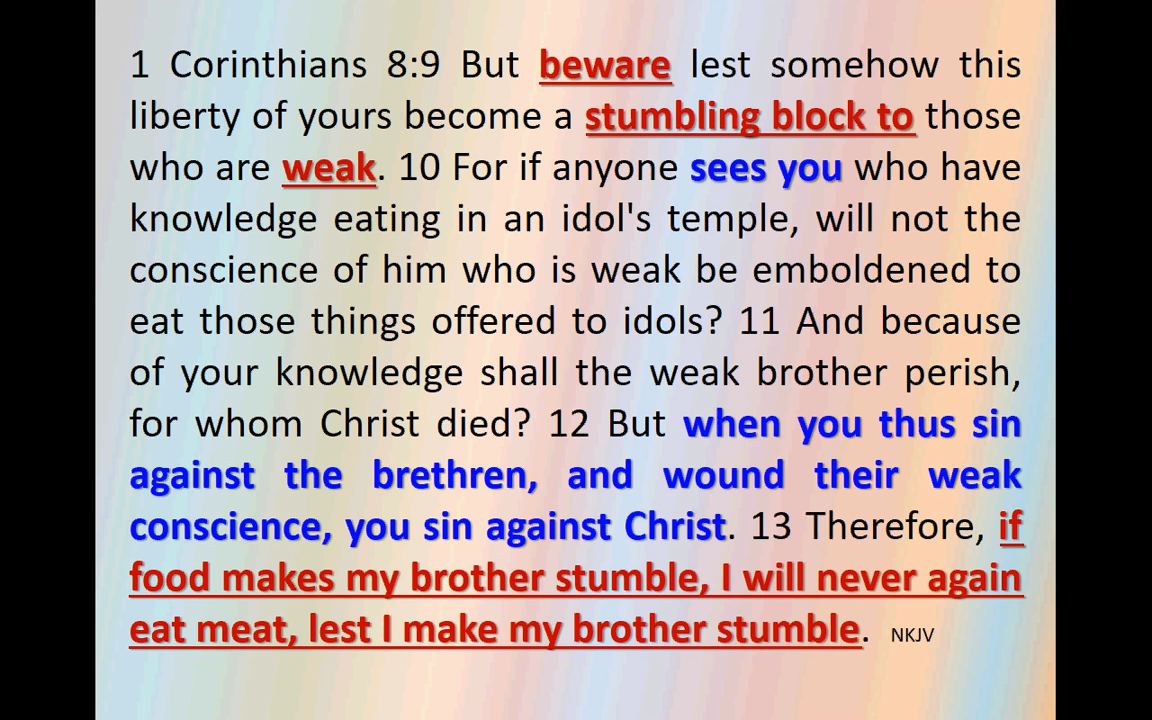 1 Corinthians 8:9 But beware lest somehow this
liberty of yours become a stumbling block to those
who are weak. 10 For if anyone sees you who have
knowledge eating in an idol's temple, will not the
conscience of him who is weak be emboldened to
eat those things offered to idols? 11 And because
of your knowledge shall the weak brother perish,
for whom Christ died? 12 But when you thus sin
against the brethren, and wound their weak
conscience, you sin against Christ. 13 Therefore, if
food makes my brother stumble, I will never again
eat meat, lest I make my brother stumble. NKJV